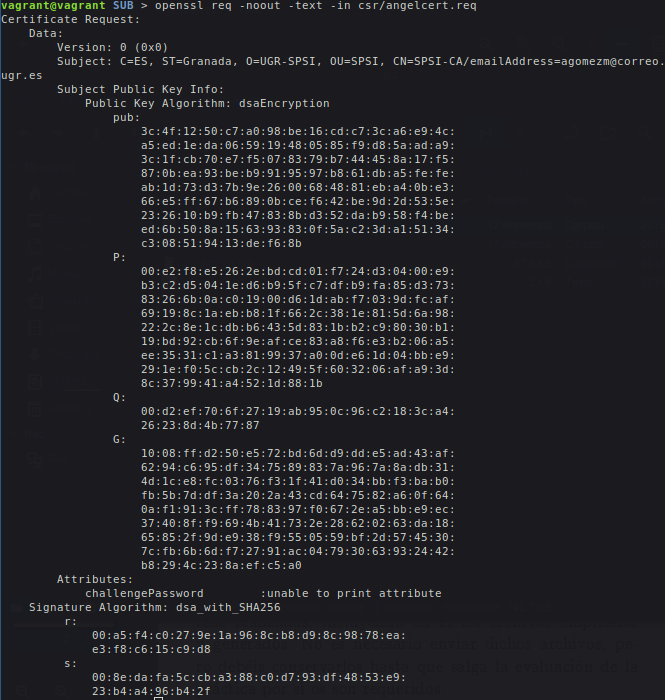 vagrant@vagrant SUB > openssl req -noout -text -in csr/angelcert.req
Certificate Request:
Data:
Version: 0 (0x0)
Subject: C=ES, ST=Granada, O=UGR-SPSI, OU=SPSI, CN=SPSI-CA/emailAddress=agomezm@correo.
ugr.es
Subject Public Key Info:
Public Key Algorithm: dsaEncryption
pub:
3c:4f:12:50:c7:a0:98:be:16:cd:c7:3c:a6:e9:4c:
a5:ed:1e:da:06:59:19:48:05:85:f9:d8:5a:ad:a9:
3c:1f:cb:70:e7:f5:07:83:79:b7:44:45:8a:17:f5:
87:0b:ea:93:be:b9:91:95:97:b8:61:db:a5:fe:fe:
ab:1d:73:d3:7b:9e:26:00:68:48:81:eb:a4:0b:e3:
66:e5:ff:67:b6:89:0b:ce:f6:42:be:9d:2d:53:5e:
23:26:10:b9:fb:47:83:8b:d3:52:da:b9:58:f4:be:
ed:6b:50:8a:15:63:93:83:0f:5a:c2:3d:a1:51:34:
c3:08:51:94:13:de:f6:8b
P:
00:e2:f8:e5:26:2e:bd:cd:01:f7:24:d3:04:00:e9:
b3:c2:d5:04:1e:d6:b9:5f:c7:df:b9:fa:85:d3:73:
83:26:6b:0a:c0:19:00:d6:1d:ab:f7:03:9d:fc:af:
69:19:8c:1a:eb:b8:1f:66:2c:38:1e:81:5d:6a:98:
22:2c:8e:1c:db:b6:43:5d:83:1b:b2:c9:80:30:b1:
19:bd:92:cb:6f:9e:af:ce:83:a8:f6:e3:b2:06:a5:
ee:35:31:c1:a3:81:99:37:a0:0d:e6:1d:04:bb:e9:
29:1e:f0:5c:cb:2c:12:49:5f:60:32:06:af:a9:3d:
8c:37:99:41:a4:52:1d:88:1b
Q:
00:d2:ef:70:6f:27:19:ab:95:0c:96:c2:18:3c:a4:
26:23:8d:4b:77:87
G:
10:08:ff:d2:50:e5:72:bd:6d:d9:dd:e5:ad:43:af:
62:94:c6:95:df:34:75:89:83:7a:96:7a:8a:db:31:
4d:1c:e8:fc:03:76:f3:1f:41:d0:34:bb:f3:ba:b0:
fb:5b:7d:df:3a:20:2a:43:cd:64:75:82:a6:0f:64:
0a:f1:91:3c:ff:78:83:97:f0:67:2e:a5:bb:e9:ec:
37:40:8f:f9:69:4b:41:73:2e:28:62:02:63:da:18:
65:85:2f:9d:e9:38:f9:55:05:59:bf:2d:57:45:30:
7c:fb:6b:6d:f7:27:91:ac:04:79:30:63:93:24:42:
b8:29:4c:23:8a:ef:c5:a0
Attributes:
challengePassword :unable to print attribute
Signature Algorithm: dsa_with_SHA256
r:
00:a5:f4:c0:27:9e:1a:96:8c:b8:d9:8c:98:78:ea:
e3:f8:c6:15:c9:d8
s:
00:8e:da:fa:5c:cb:a3:88:c0:d7:93:df:48:53:e9:
23:b4:a4:96:b4:2f